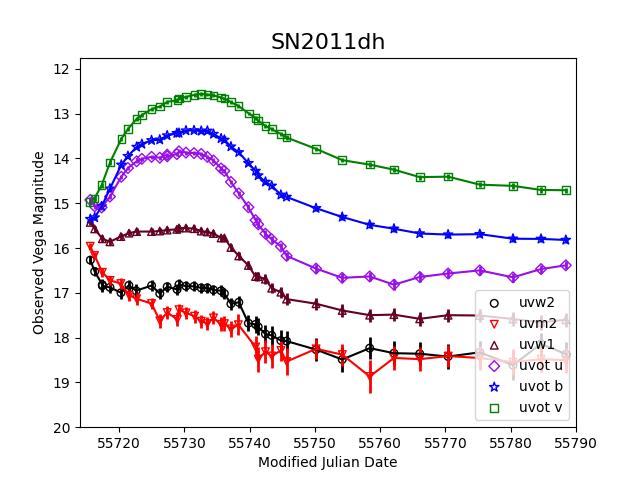 SN2011dh
Observed Vega Magnitude
12
13
14
15
16
17
18
19
20
55720
55730
55740
55750
55760
55770
55780
55790
Modified Julian Date
uvw2
uvm2
uvw1
uvot u
uvot b
uvot v